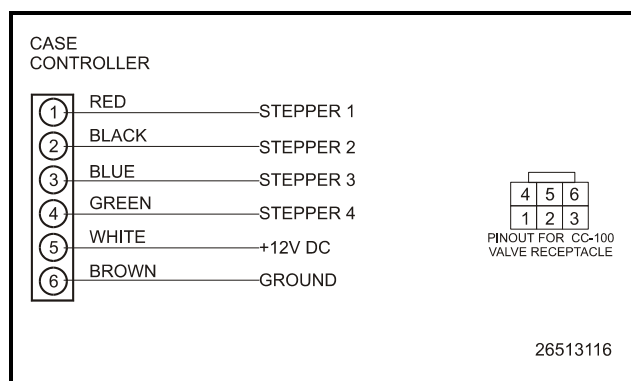 CASE
CONTROLLER
1 RED STEPPER 1
2 BLACK STEPPER 2
3 BLUE STEPPER 3
4 GREEN STEPPER 4
5 WHITE +12V DC
6 BROWN GROUND
4 5 6
1 2 3
PINOUT FOR CC-100
VALVE RECEPTACLE
26513116